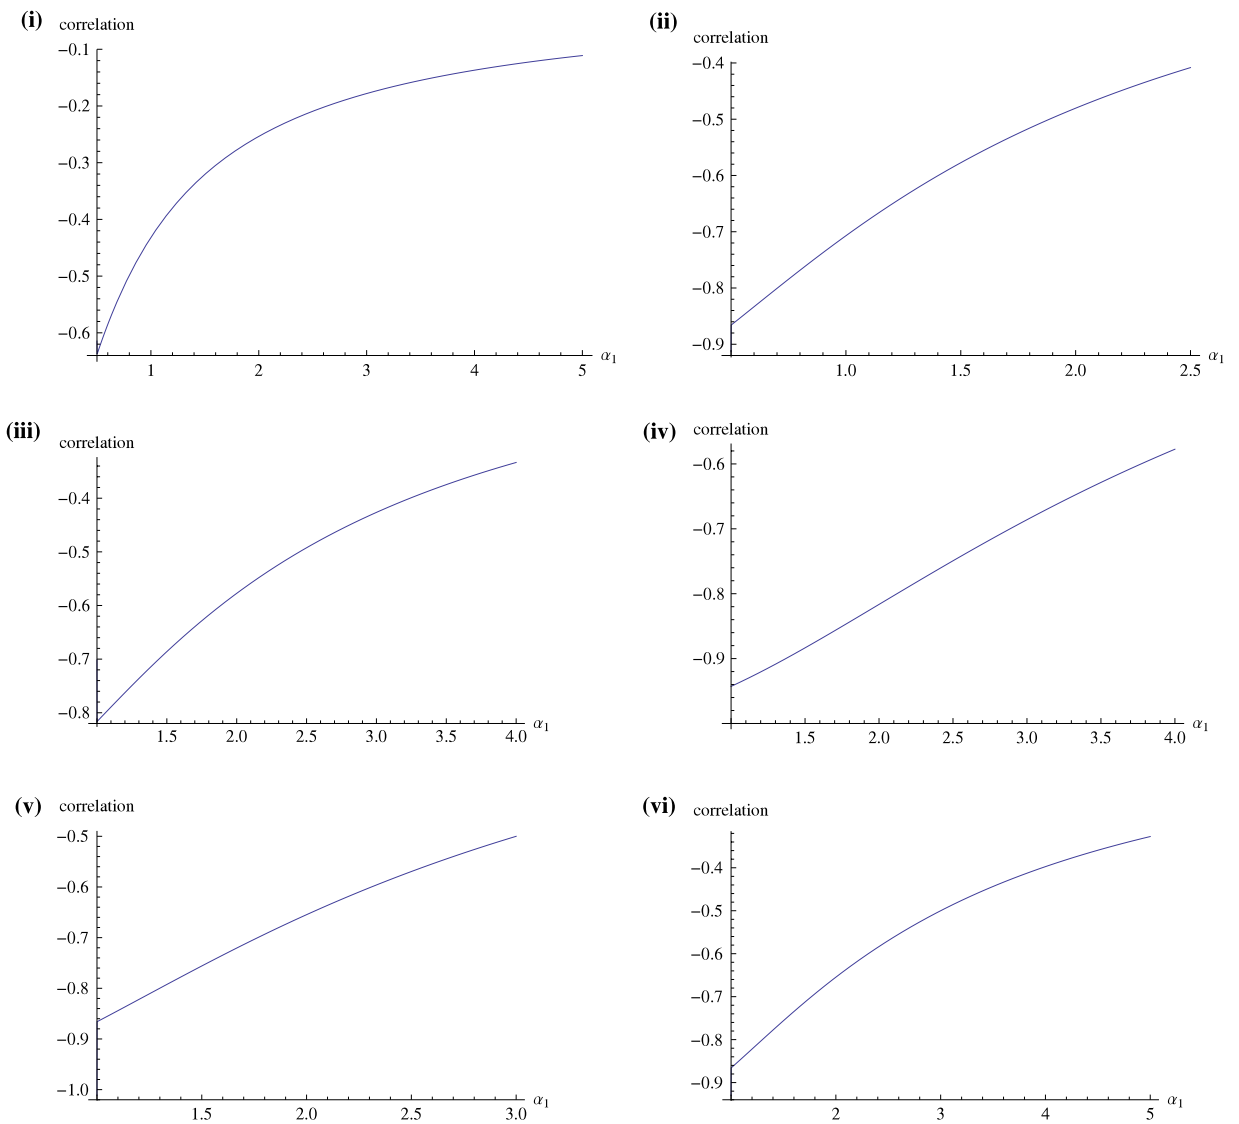 (i) correlation
−0.1
−0.2
−0.3
−0.4
−0.5
−0.6
1 2 3 4 5 α1
(ii) correlation
−0.4
−0.5
−0.6
−0.7
−0.8
−0.9
1.0 1.5 2.0 2.5 α1
(iii) correlation
−0.4
−0.5
−0.6
−0.7
−0.8
1.5 2.0 2.5 3.0 3.5 4.0 α1
(iv) correlation
−0.6
−0.7
−0.8
−0.9
1.5 2.0 2.5 3.0 3.5 4.0 α1
(v) correlation
−0.5
−0.6
−0.7
−0.8
−0.9
−1.0
1.5 2.0 2.5 3.0 α1
(vi) correlation
−0.4
−0.5
−0.6
−0.7
−0.8
−0.9
2 3 4 5 α1